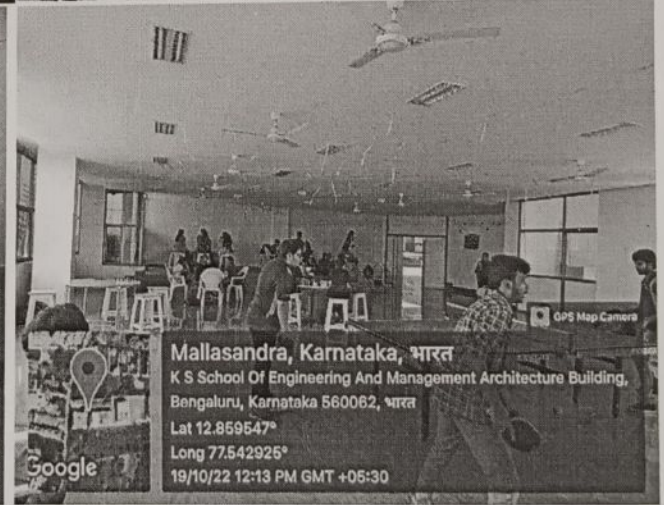 GPS Map Camera
Mallasandra, Karnataka, भारत
K S School Of Engineering And Management Architecture Building,
Bengaluru, Karnataka 560062, भारत
Lat 12.859547°
Long 77.542925°
19/10/22 12:13 PM GMT +05:30
Google